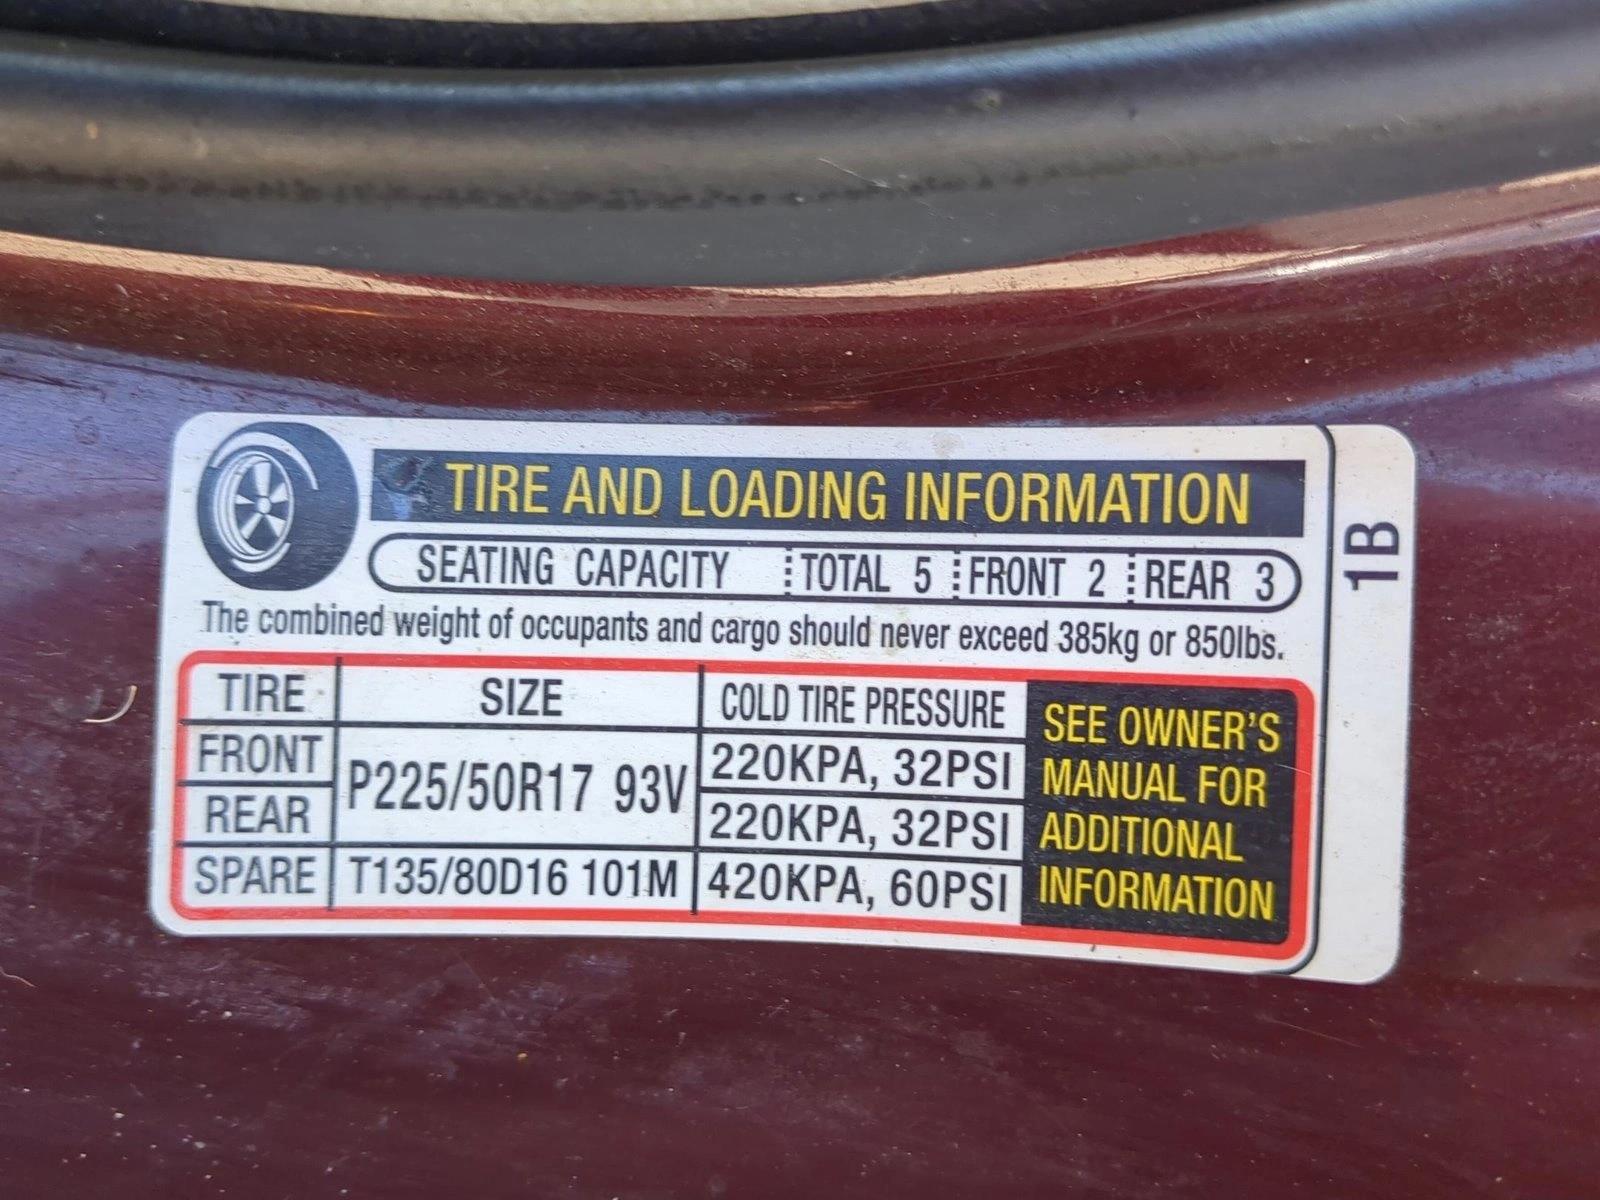 TIRE AND LOADING INFORMATION
SEATING CAPACITY TOTAL 5 FRONT 2 REAR 3
The combined weight of occupants and cargo should never exceed 385kg or 850lbs.
TIRE SIZE COLD TIRE PRESSURE
FRONT P225/50R17 93V 220KPA, 32PSI
REAR 220KPA, 32PSI
SPARE T135/80D16 101M 420KPA, 60PSI
SEE OWNER'S
MANUAL FOR
ADDITIONAL
INFORMATION
1B